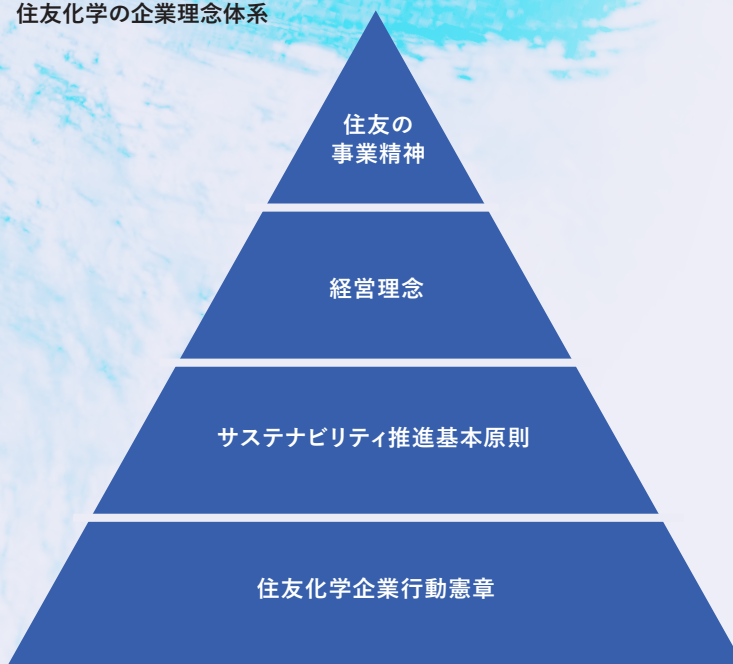 住友化学の企業理念体系
住友の
事業精神
経営理念
サステナビリティ推進基本原則
住友化学企業行動憲章